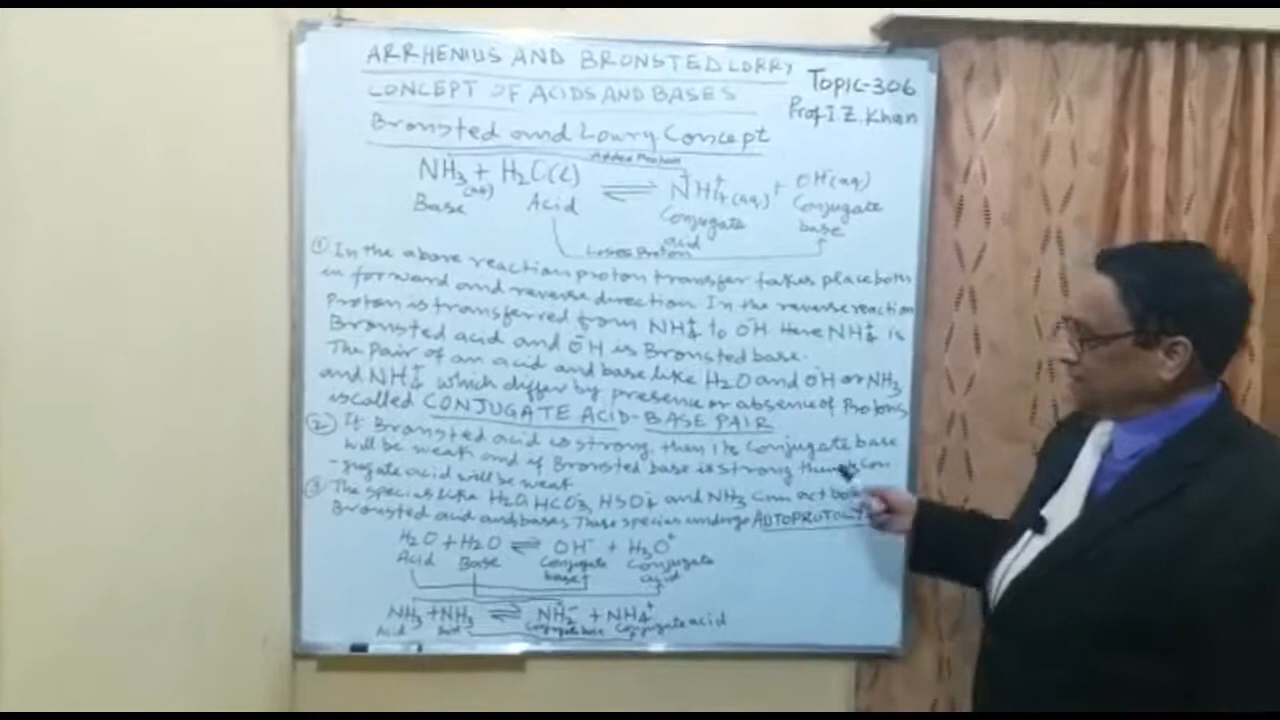 ARRHENIUS AND BRONSTED LORRY
CONCEPT OF ACIDS AND BASES
TOPIC-306
Prof. I. Z. Khan
Bronsted and Lowry Concept
Added Proton
NH₃(aq) + H₂O(l) ⇌ NH₄⁺(aq) + OH⁻(aq)
Base Acid Conjugate acid Conjugate base
Loses Proton
① In the above reaction proton transfer takes place both
in forward and reverse direction. In the reverse reaction
Proton is transferred from NH₄⁺ to OH⁻ Here NH₄⁺ is
Bronsted acid and OH⁻ is Bronsted base.
The Pair of an acid and base like H₂O and OH⁻ or NH₃
and NH₄⁺ which differ by presence or absence of Protons
is called CONJUGATE ACID-BASE PAIR
② If Bronsted acid is strong then its Conjugate base
will be weak and if Bronsted base is strong then Con
-jugate acid will be weak
③ The species like H₂O, HCO₃⁻, HSO₄⁻ and NH₃ can act
Bronsted acid and bases These species undergo
H₂O + H₂O ⇌ OH⁻ + H₃O⁺
Acid Base Conjugate base Conjugate acid
NH₃ + NH₃ ⇌ NH₂⁻ + NH₄⁺
Acid Conjugate base Conjugate acid